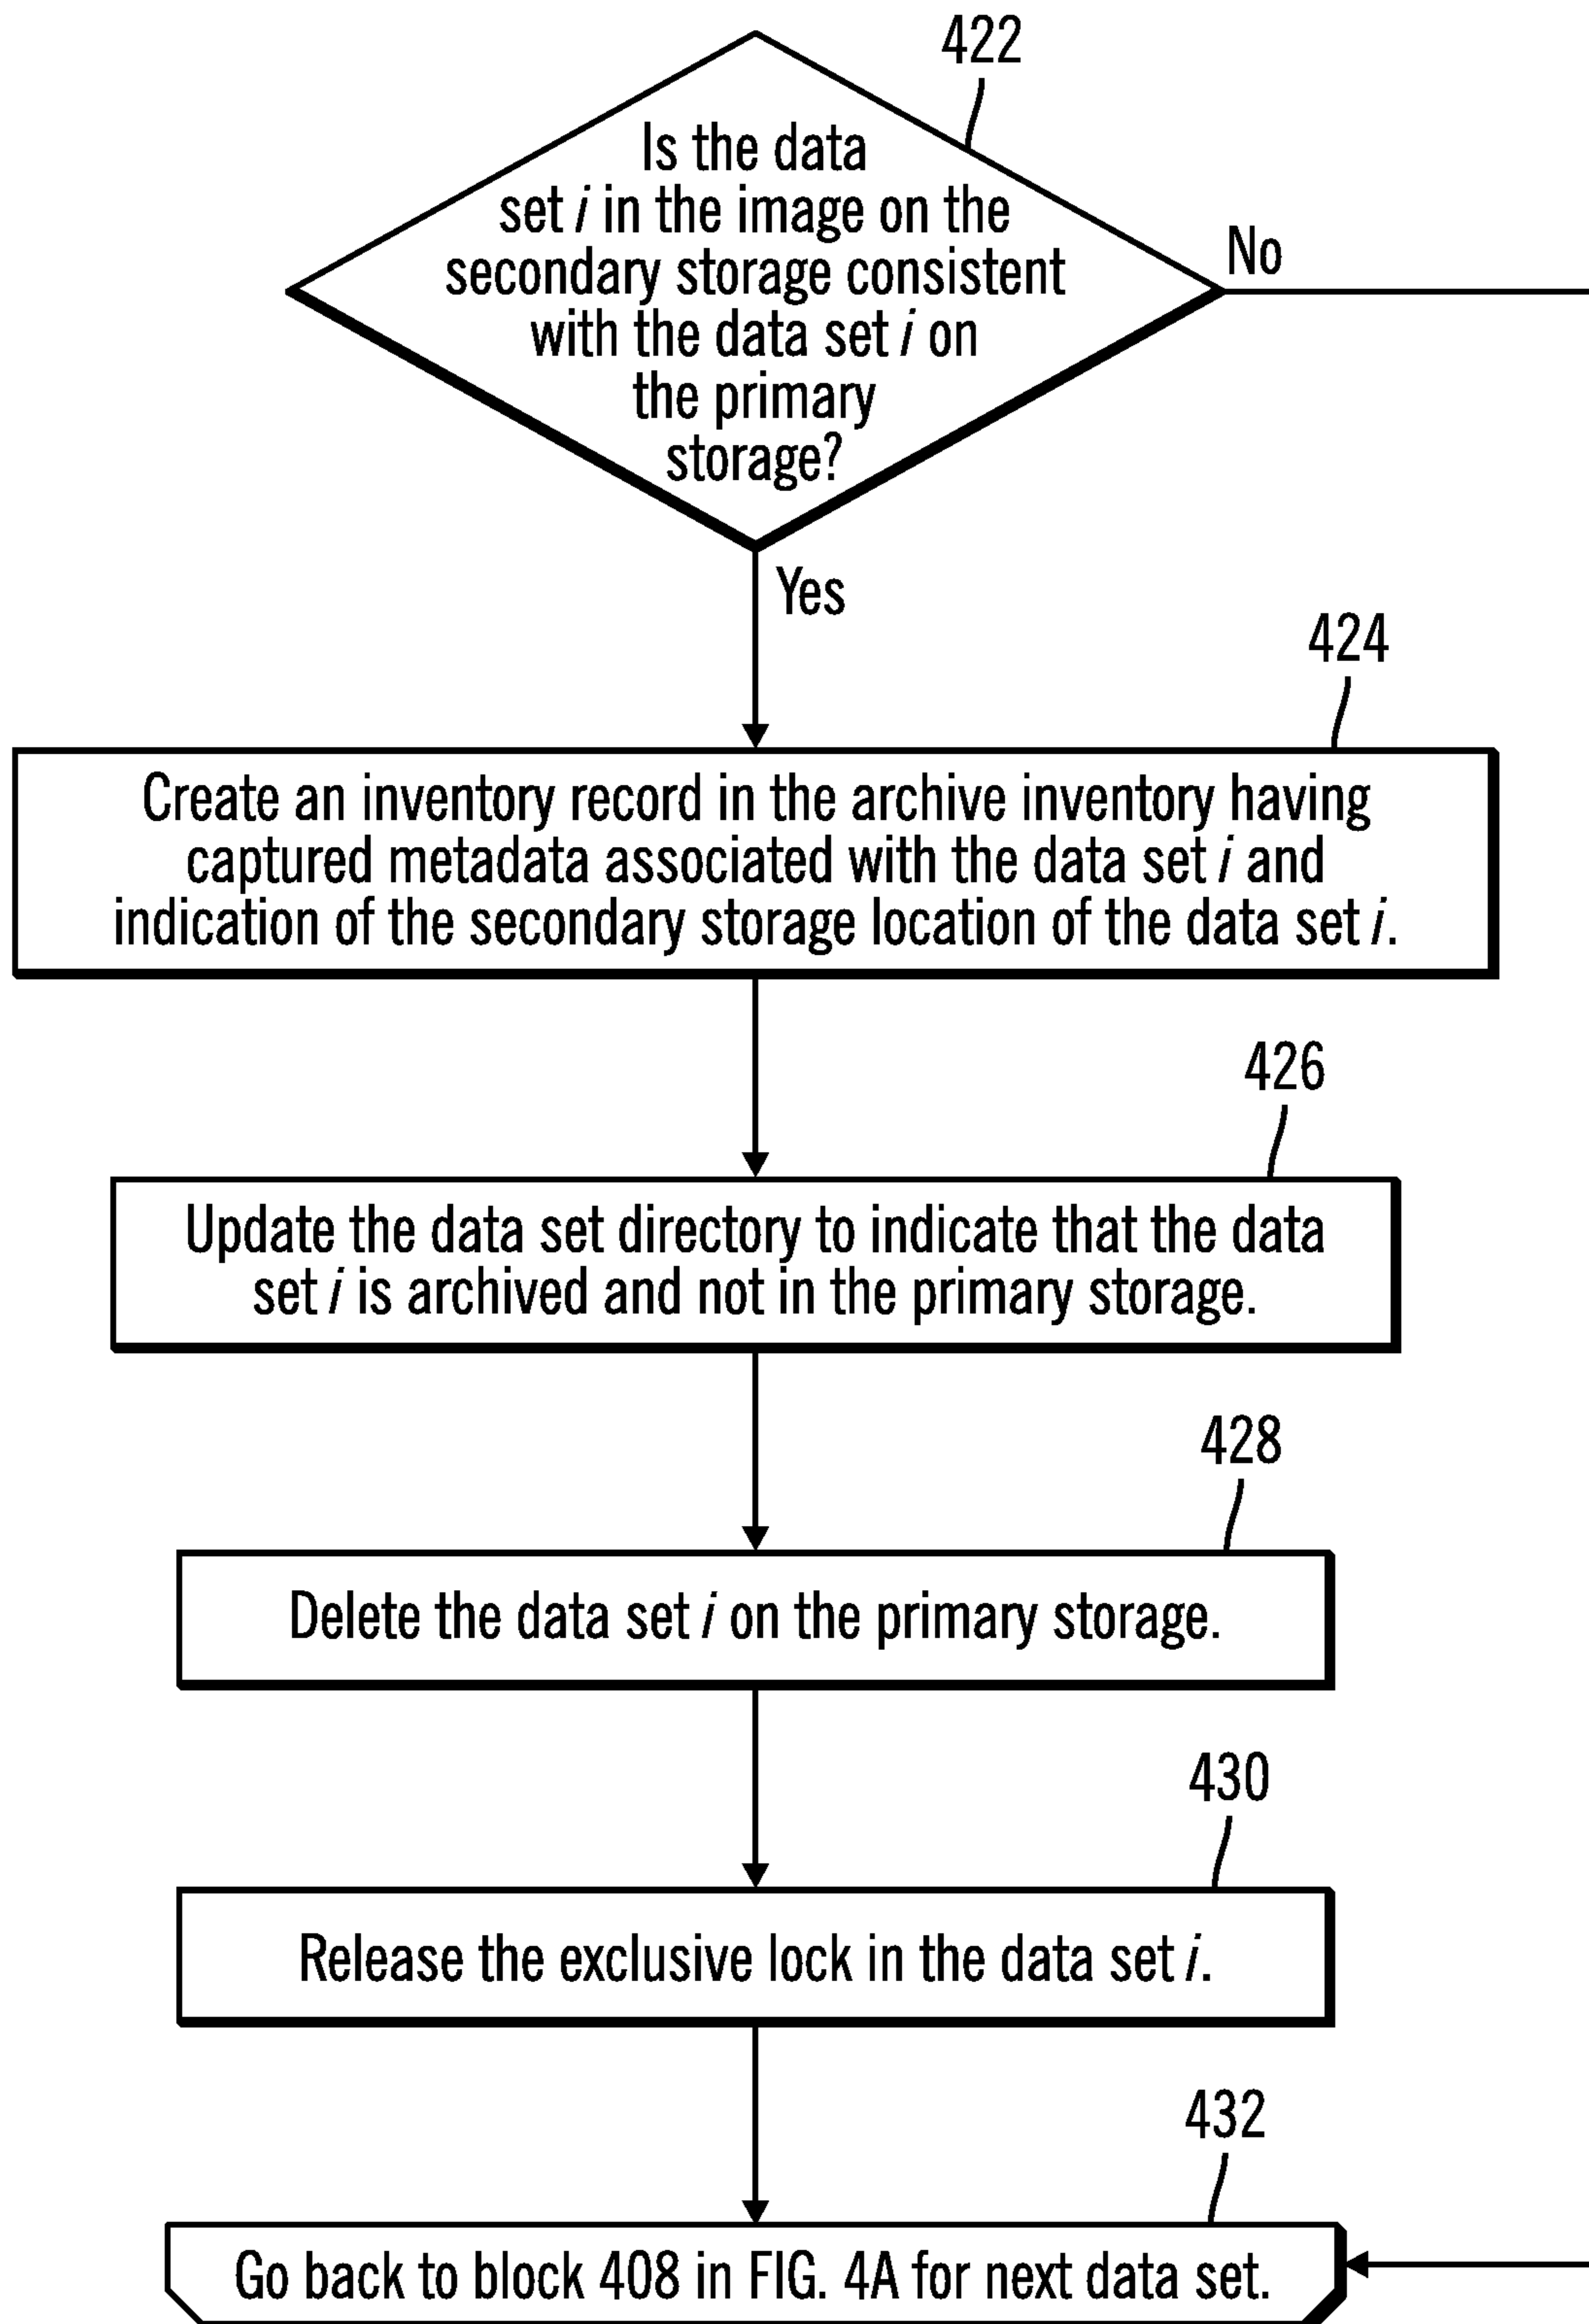 422
Is the data
set i in the image on the
secondary storage consistent
with the data set i on
the primary
storage?
No
Yes
424
Create an inventory record in the archive inventory having
captured metadata associated with the data set i and
indication of the secondary storage location of the data set i.
426
Update the data set directory to indicate that the data
set i is archived and not in the primary storage.
428
Delete the data set i on the primary storage.
430
Release the exclusive lock in the data set i.
432
Go back to block 408 in FIG. 4A for next data set.